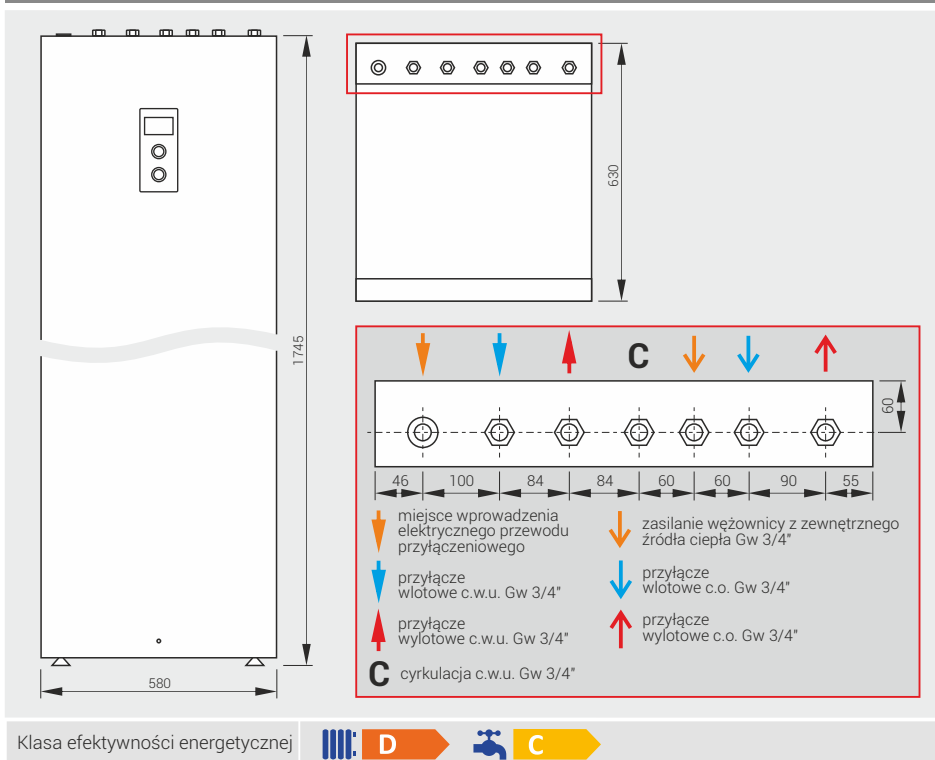 1745
580
630
C
60
46 100 84 84 60 60 90 55
miejsce wprowadzenia
elektrycznego przewodu
przyłączeniowego
przyłącze
wlotowe c.w.u. Gw 3/4"
przyłącze
wylotowe c.w.u. Gw 3/4"
C cyrkulacja c.w.u. Gw 3/4"
zasilanie wężownicy z zewnętrznego
źródła ciepła Gw 3/4"
przyłącze
wlotowe c.o. Gw 3/4"
przyłącze
wylotowe c.o. Gw 3/4"
Klasa efektywności energetycznej D C